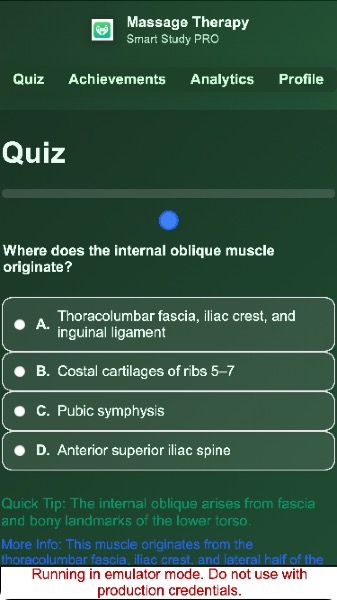 Massage Therapy
Smart Study PRO
Quiz Achievements Analytics Profile
Quiz
Where does the internal oblique muscle
originate?
A. Thoracolumbar fascia, iliac crest, and
inguinal ligament
B. Costal cartilages of ribs 5–7
C. Pubic symphysis
D. Anterior superior iliac spine
Quick Tip: The internal oblique arises from fascia
and bony landmarks of the lower torso.
More Info: This muscle originates from the
thoracolumbar fascia, iliac crest, and lateral half of the
Running in emulator mode. Do not use with
production credentials.